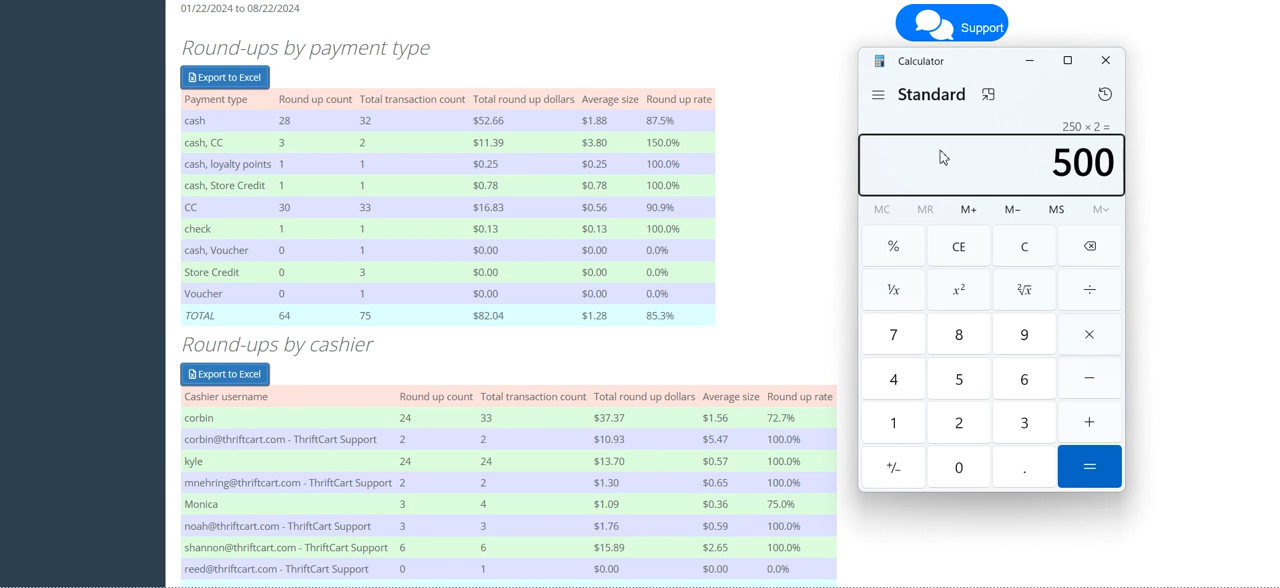 01/22/2024 to 08/22/2024
Support
Round-ups by payment type
Export to Excel
Payment type Round up count Total transaction count Total round up dollars Average size Round up rate
cash 28 32 $52.66 $1.88 87.5%
cash, CC 3 2 $11.39 $3.80 150.0%
cash, loyalty points 1 1 $0.25 $0.25 100.0%
cash, Store Credit 1 1 $0.78 $0.78 100.0%
CC 30 33 $16.83 $0.56 90.9%
check 1 1 $0.13 $0.13 100.0%
cash, Voucher 0 1 $0.00 $0.00 0.0%
Store Credit 0 3 $0.00 $0.00 0.0%
Voucher 0 1 $0.00 $0.00 0.0%
TOTAL 64 75 $82.04 $1.28 85.3%
Round-ups by cashier
Export to Excel
Cashier username Round up count Total transaction count Total round up dollars Average size Round up rate
corbin 24 33 $37.37 $1.56 72.7%
corbin@thriftcart.com - ThriftCart Support 2 2 $10.93 $5.47 100.0%
kyle 24 24 $13.70 $0.57 100.0%
mnehring@thriftcart.com - ThriftCart Support 2 2 $1.30 $0.65 100.0%
Monica 3 4 $1.09 $0.36 75.0%
noah@thriftcart.com - ThriftCart Support 3 3 $1.76 $0.59 100.0%
shannon@thriftcart.com - ThriftCart Support 6 6 $15.89 $2.65 100.0%
reed@thriftcart.com - ThriftCart Support 0 1 $0.00 $0.00 0.0%
Calculator
Standard
250 × 2 =
500
MC MR M+ M− MS M˅
% CE C
¹/x x² ²√x ÷
7 8 9 ×
4 5 6 −
1 2 3 +
+/− 0 . =